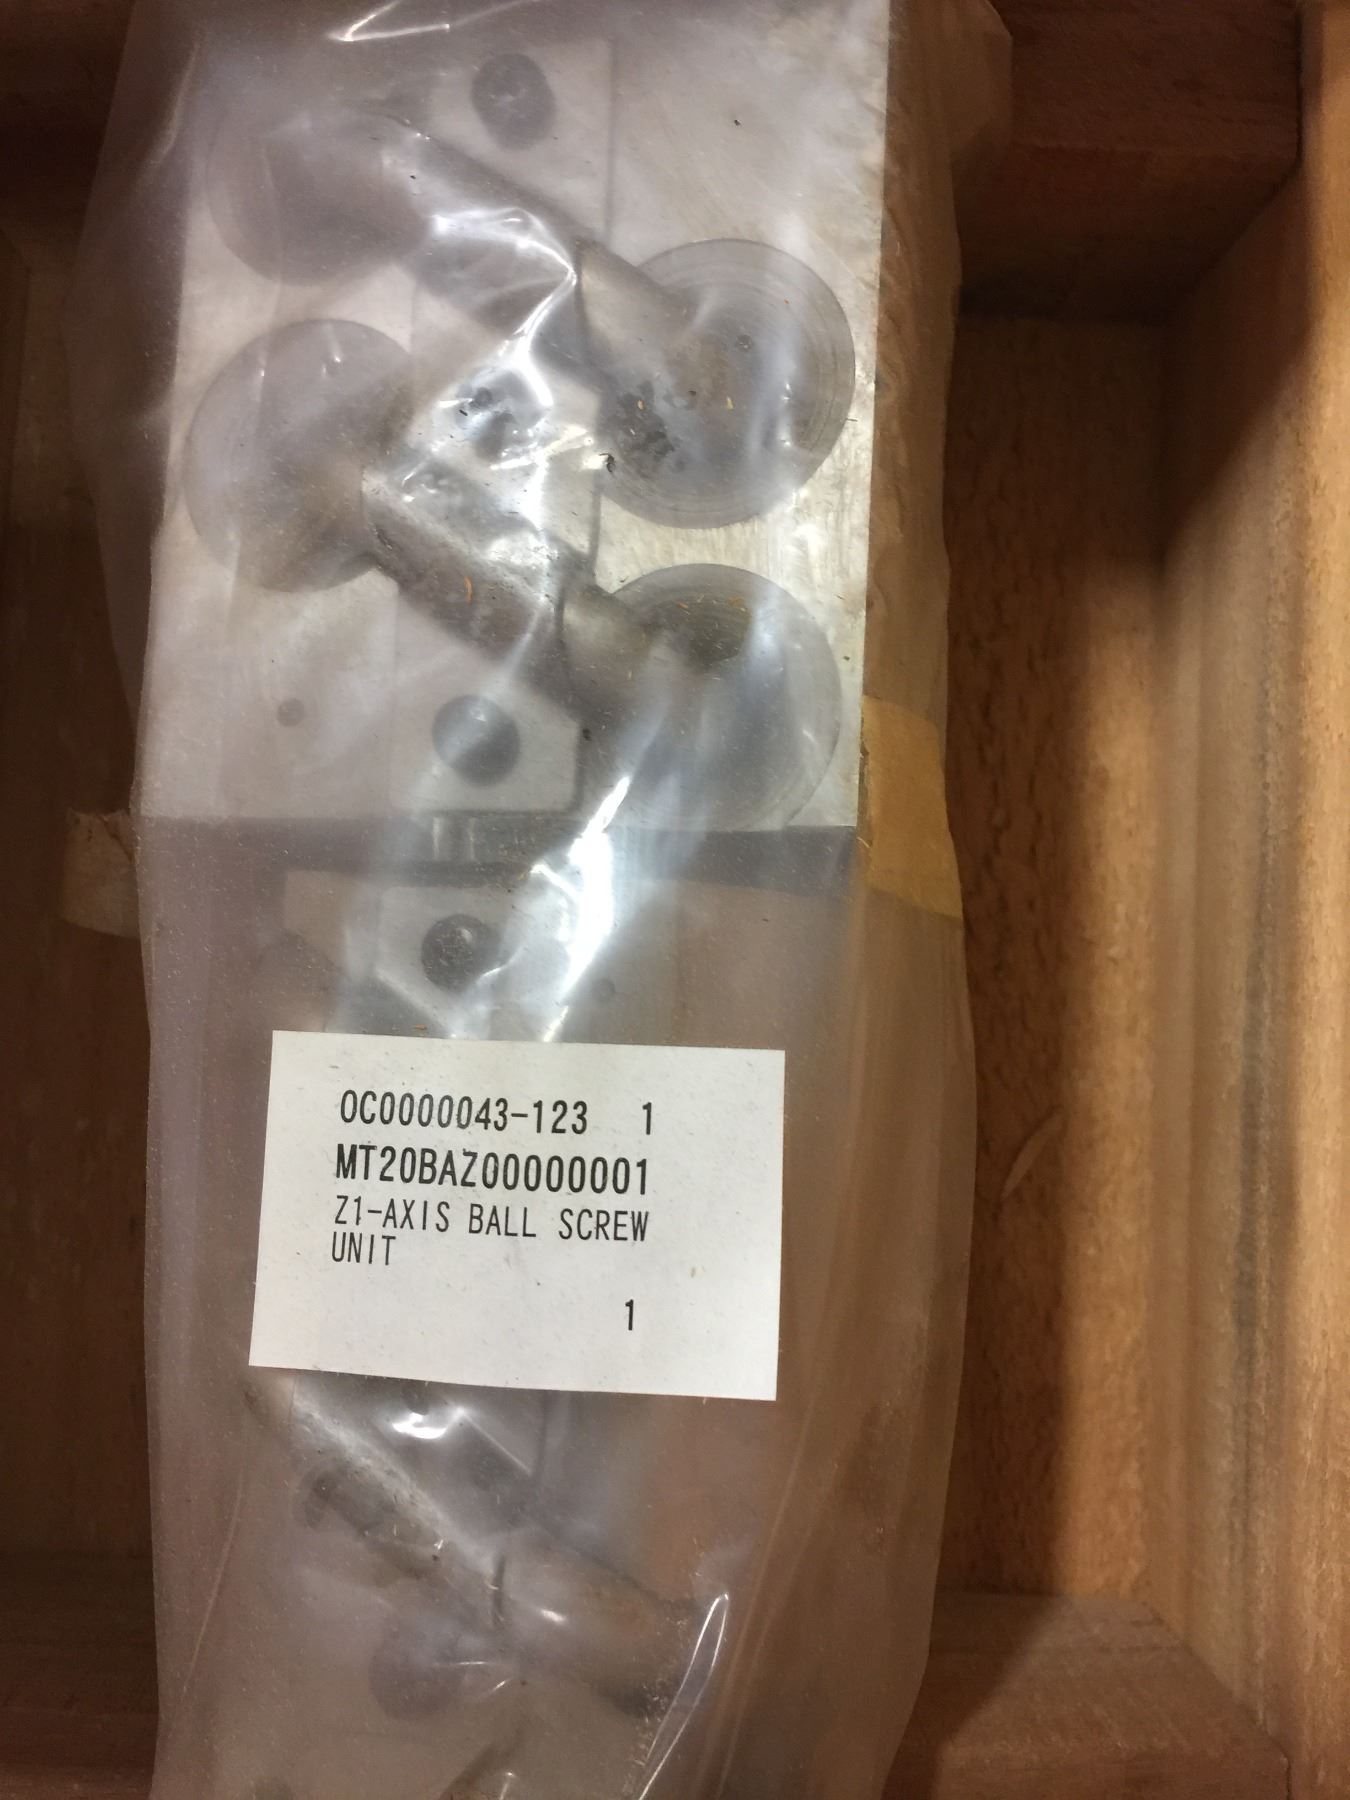 OC0000043-123 1
MT20BAZ00000001
Z1-AXIS BALL SCREW
UNIT
1